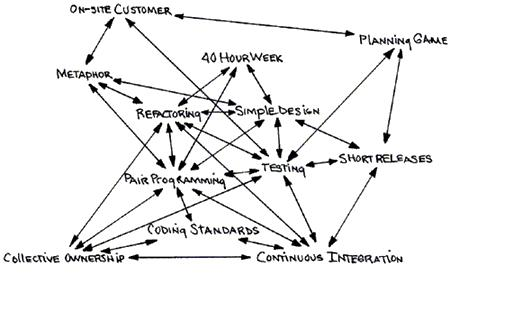 ON-SITE CUSTOMER
PLANNING GAME
40 HOUR WEEK
METAPHOR
REFACTORING
SIMPLE DESIGN
SHORT RELEASES
TESTING
PAIR PROGRAMMING
CODING STANDARDS
COLLECTIVE OWNERSHIP
CONTINUOUS INTEGRATION